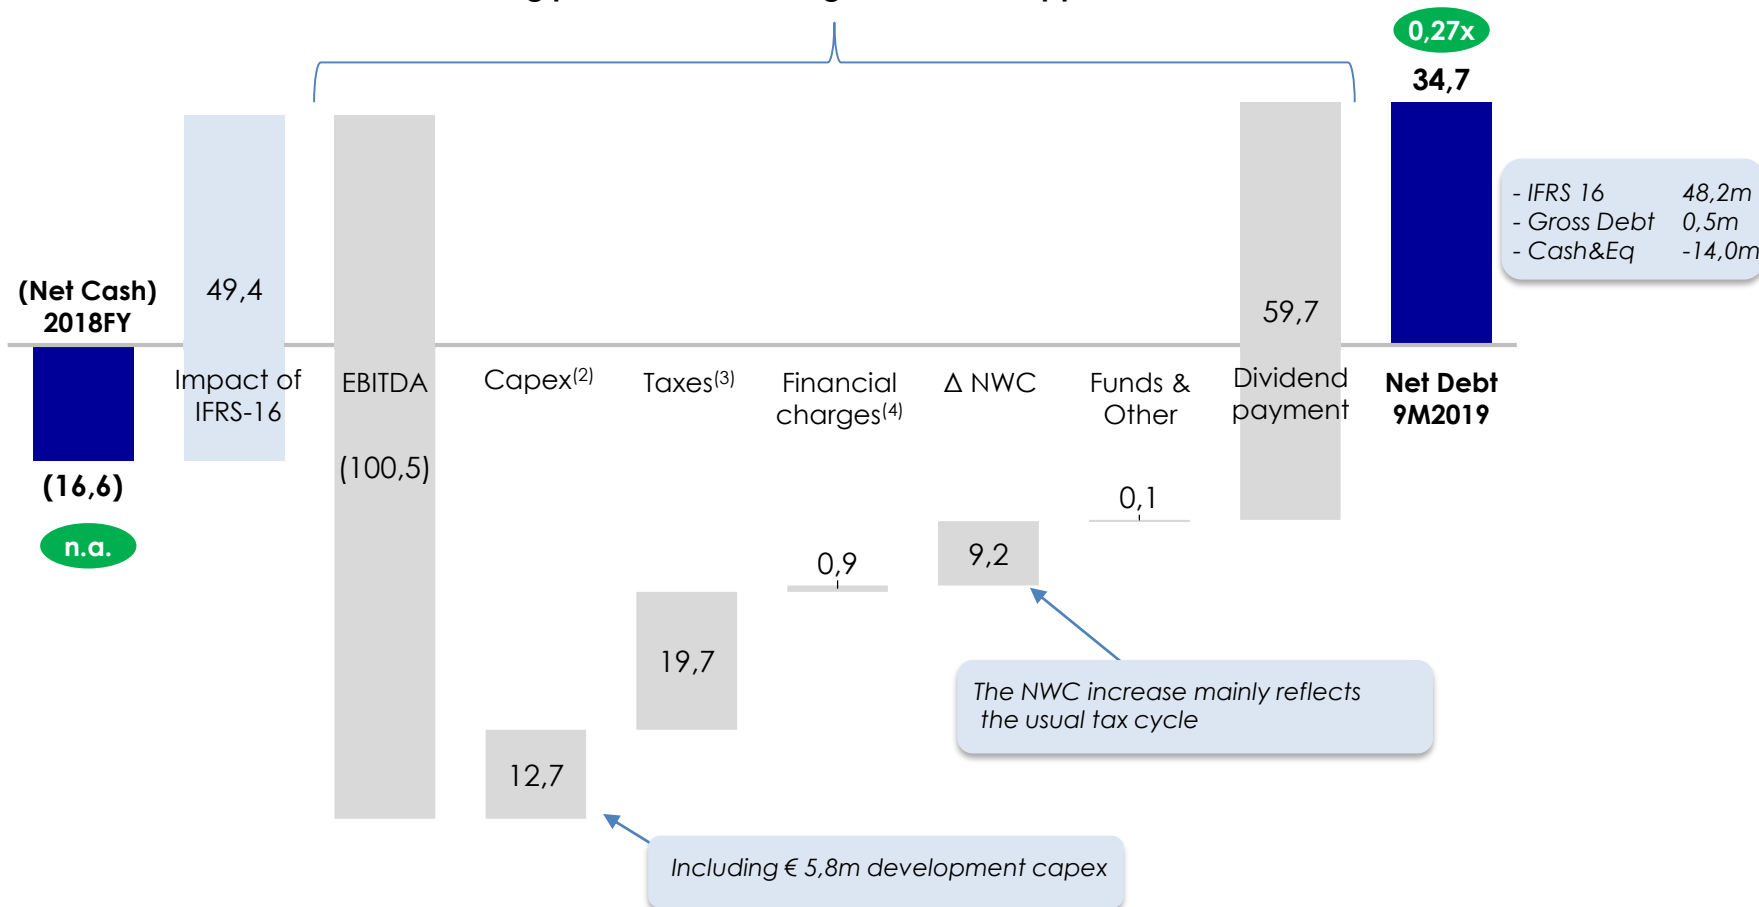 0,27x
34,7
- IFRS 16 48,2m
- Gross Debt 0,5m
- Cash&Eq -14,0m
(Net Cash)
2018FY
49,4
59,7
Impact of
IFRS-16
EBITDA
Capex(2)
Taxes(3)
Financial
charges(4)
Δ NWC
Funds &
Other
Dividend
payment
Net Debt
9M2019
(16,6)
(100,5)
n.a.
0,1
0,9
9,2
19,7
The NWC increase mainly reflects
the usual tax cycle
12,7
Including € 5,8m development capex